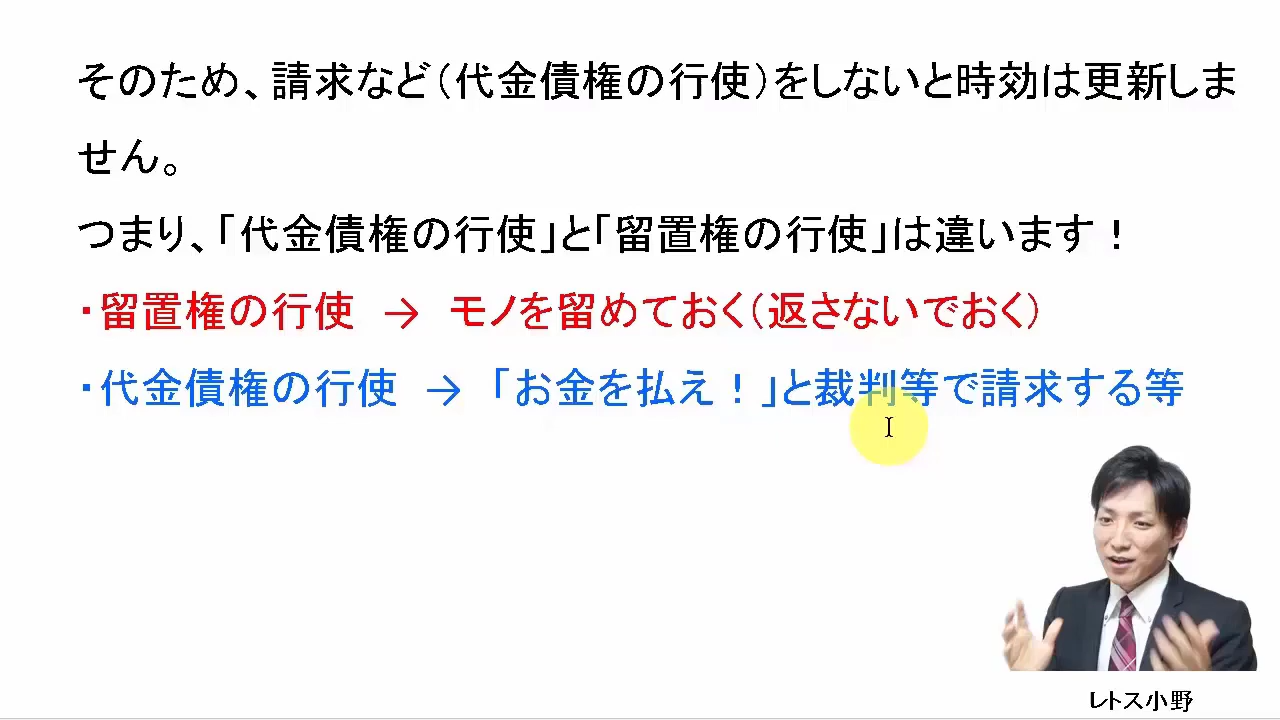 そのため、請求など（代金債権の行使）をしないと時効は更新しま
せん。
つまり、「代金債権の行使」と「留置権の行使」は違います！
・留置権の行使　→　モノを留めておく（返さないでおく）
・代金債権の行使　→　「お金を払え！」と裁判等で請求する等
レトス小野